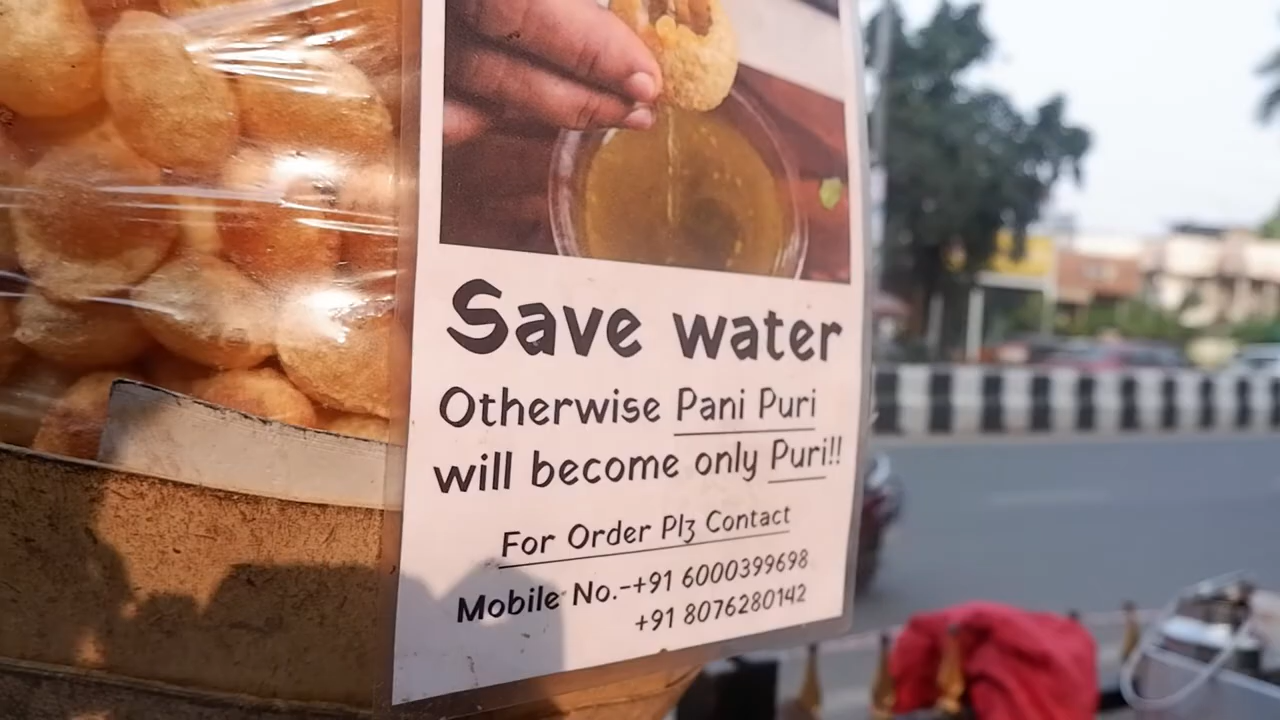 Save water
Otherwise Pani Puri
will become only Puri!!
For Order Plz Contact
Mobile No.-+91 6000399698
+91 8076280142